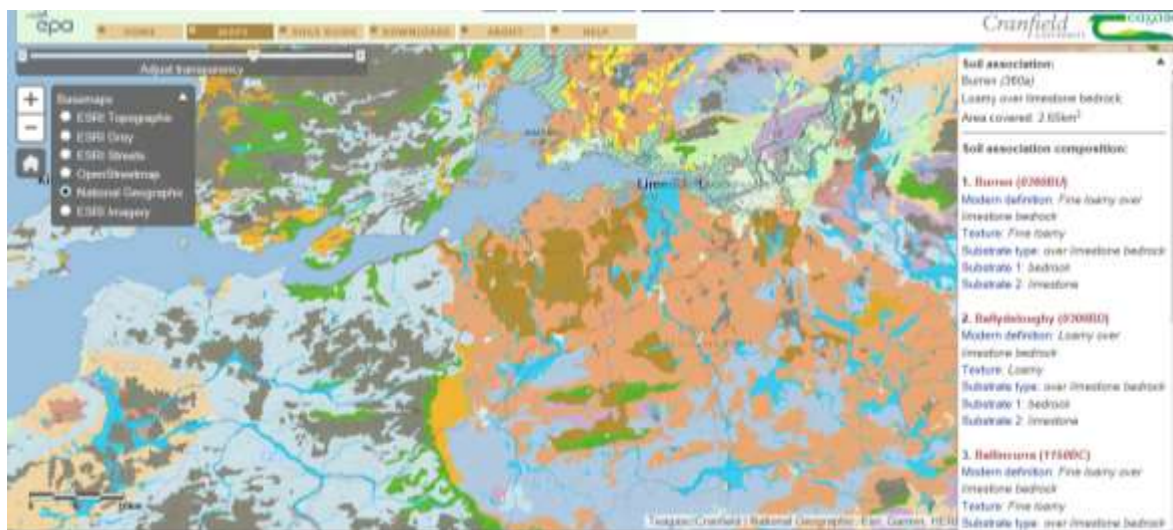 epa
HOME MAPS SOILS GUIDE DOWNLOADS ABOUT HELP
Cranfield
Adjust transparency
+
−
Basemaps
ESRI Topographic
ESRI Gray
ESRI Streets
OpenStreetmap
National Geographic
ESRI Imagery
Soil association:
Burren (360a)
Loamy over limestone bedrock
Area covered: 2.65km²
Soil association composition:
1. Burren (0360BU)
Modern definition: Fine loamy over
limestone bedrock
Texture: Fine loamy
Substrate type: over limestone bedrock
Substrate 1: bedrock
Substrate 2: limestone
2.
Modern definition: Loamy over
limestone bedrock
Texture: Loamy
Substrate type: over limestone bedrock
Substrate 1: bedrock
Substrate 2: limestone
3.
Modern definition: Fine loamy over
limestone bedrock
Texture: Fine loamy
Substrate type: over limestone bedrock
Teagasc, Cranfield | National Geographic, Esri, Garmin, HERE